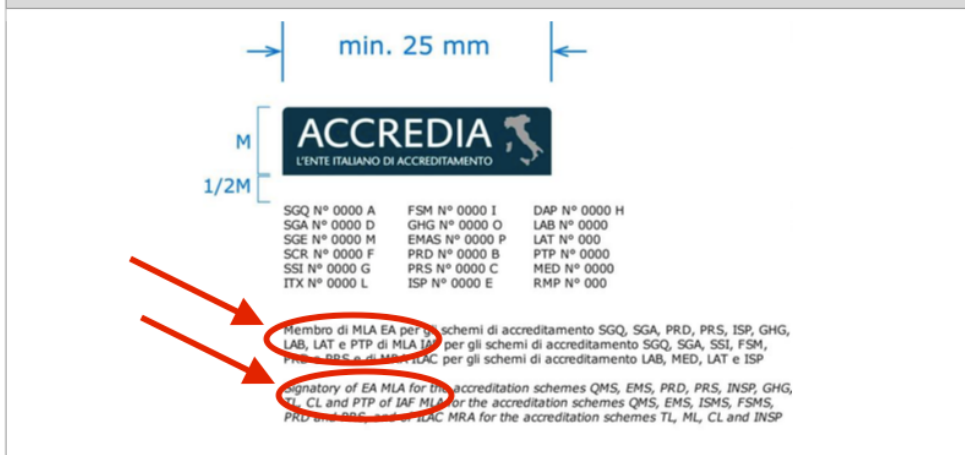 min. 25 mm
M
ACCREDIA
L'ENTE ITALIANO DI ACCREDITAMENTO
1/2M
SGQ N° 0000 A FSM N° 0000 I DAP N° 0000 H
SGA N° 0000 D GHG N° 0000 O LAB N° 0000
SGE N° 0000 M EMAS N° 0000 P LAT N° 000
SCR N° 0000 F PRD N° 0000 B PTP N° 0000
SSI N° 0000 G PRS N° 0000 C MED N° 0000
ITX N° 0000 L ISP N° 0000 E RMP N° 000
Membro di MLA EA per gli schemi di accreditamento SGQ, SGA, PRD, PRS, ISP, GHG,
LAB, LAT e PTP di MLA IAF per gli schemi di accreditamento SGQ, SGA, SSI, FSM,
PRD e PRS e di MRA ILAC per gli schemi di accreditamento LAB, MED, LAT e ISP
Signatory of EA MLA for the accreditation schemes QMS, EMS, PRD, PRS, INSP, GHG,
TL, CL and PTP of IAF MLA for the accreditation schemes QMS, EMS, ISMS, FSMS,
PRD and PRS, and of ILAC MRA for the accreditation schemes TL, ML, CL and INSP